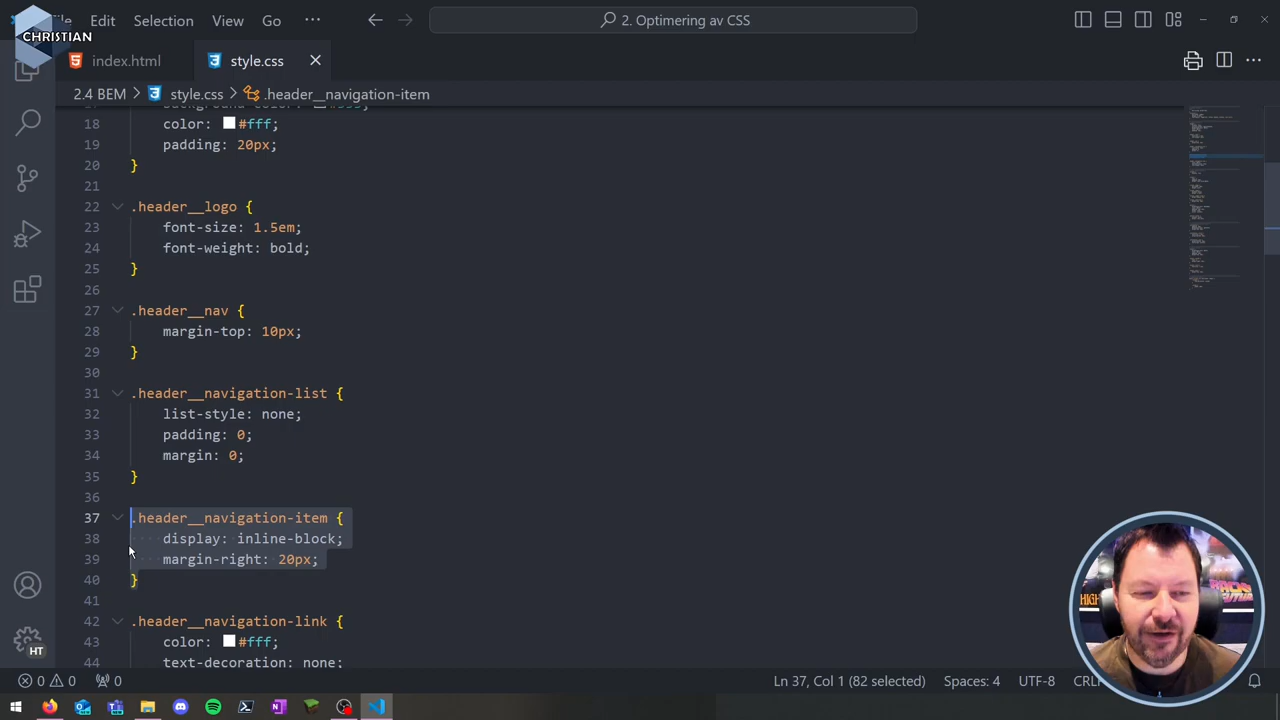 File Edit Selection View Go ··· 2. Optimering av CSS
CHRISTIAN
index.html style.css
2.4 BEM > style.css > .header__navigation-item
18 color: #fff;
19 padding: 20px;
20 }
21
22 .header__logo {
23 font-size: 1.5em;
24 font-weight: bold;
25 }
26
27 .header__nav {
28 margin-top: 10px;
29 }
30
31 .header__navigation-list {
32 list-style: none;
33 padding: 0;
34 margin: 0;
35 }
36
37 .header__navigation-item {
38 display: inline-block;
39 margin-right: 20px;
40 }
41
42 .header__navigation-link {
43 color: #fff;
44 text-decoration: none;
HT
0 0 0 Ln 37, Col 1 (82 selected) Spaces: 4 UTF-8